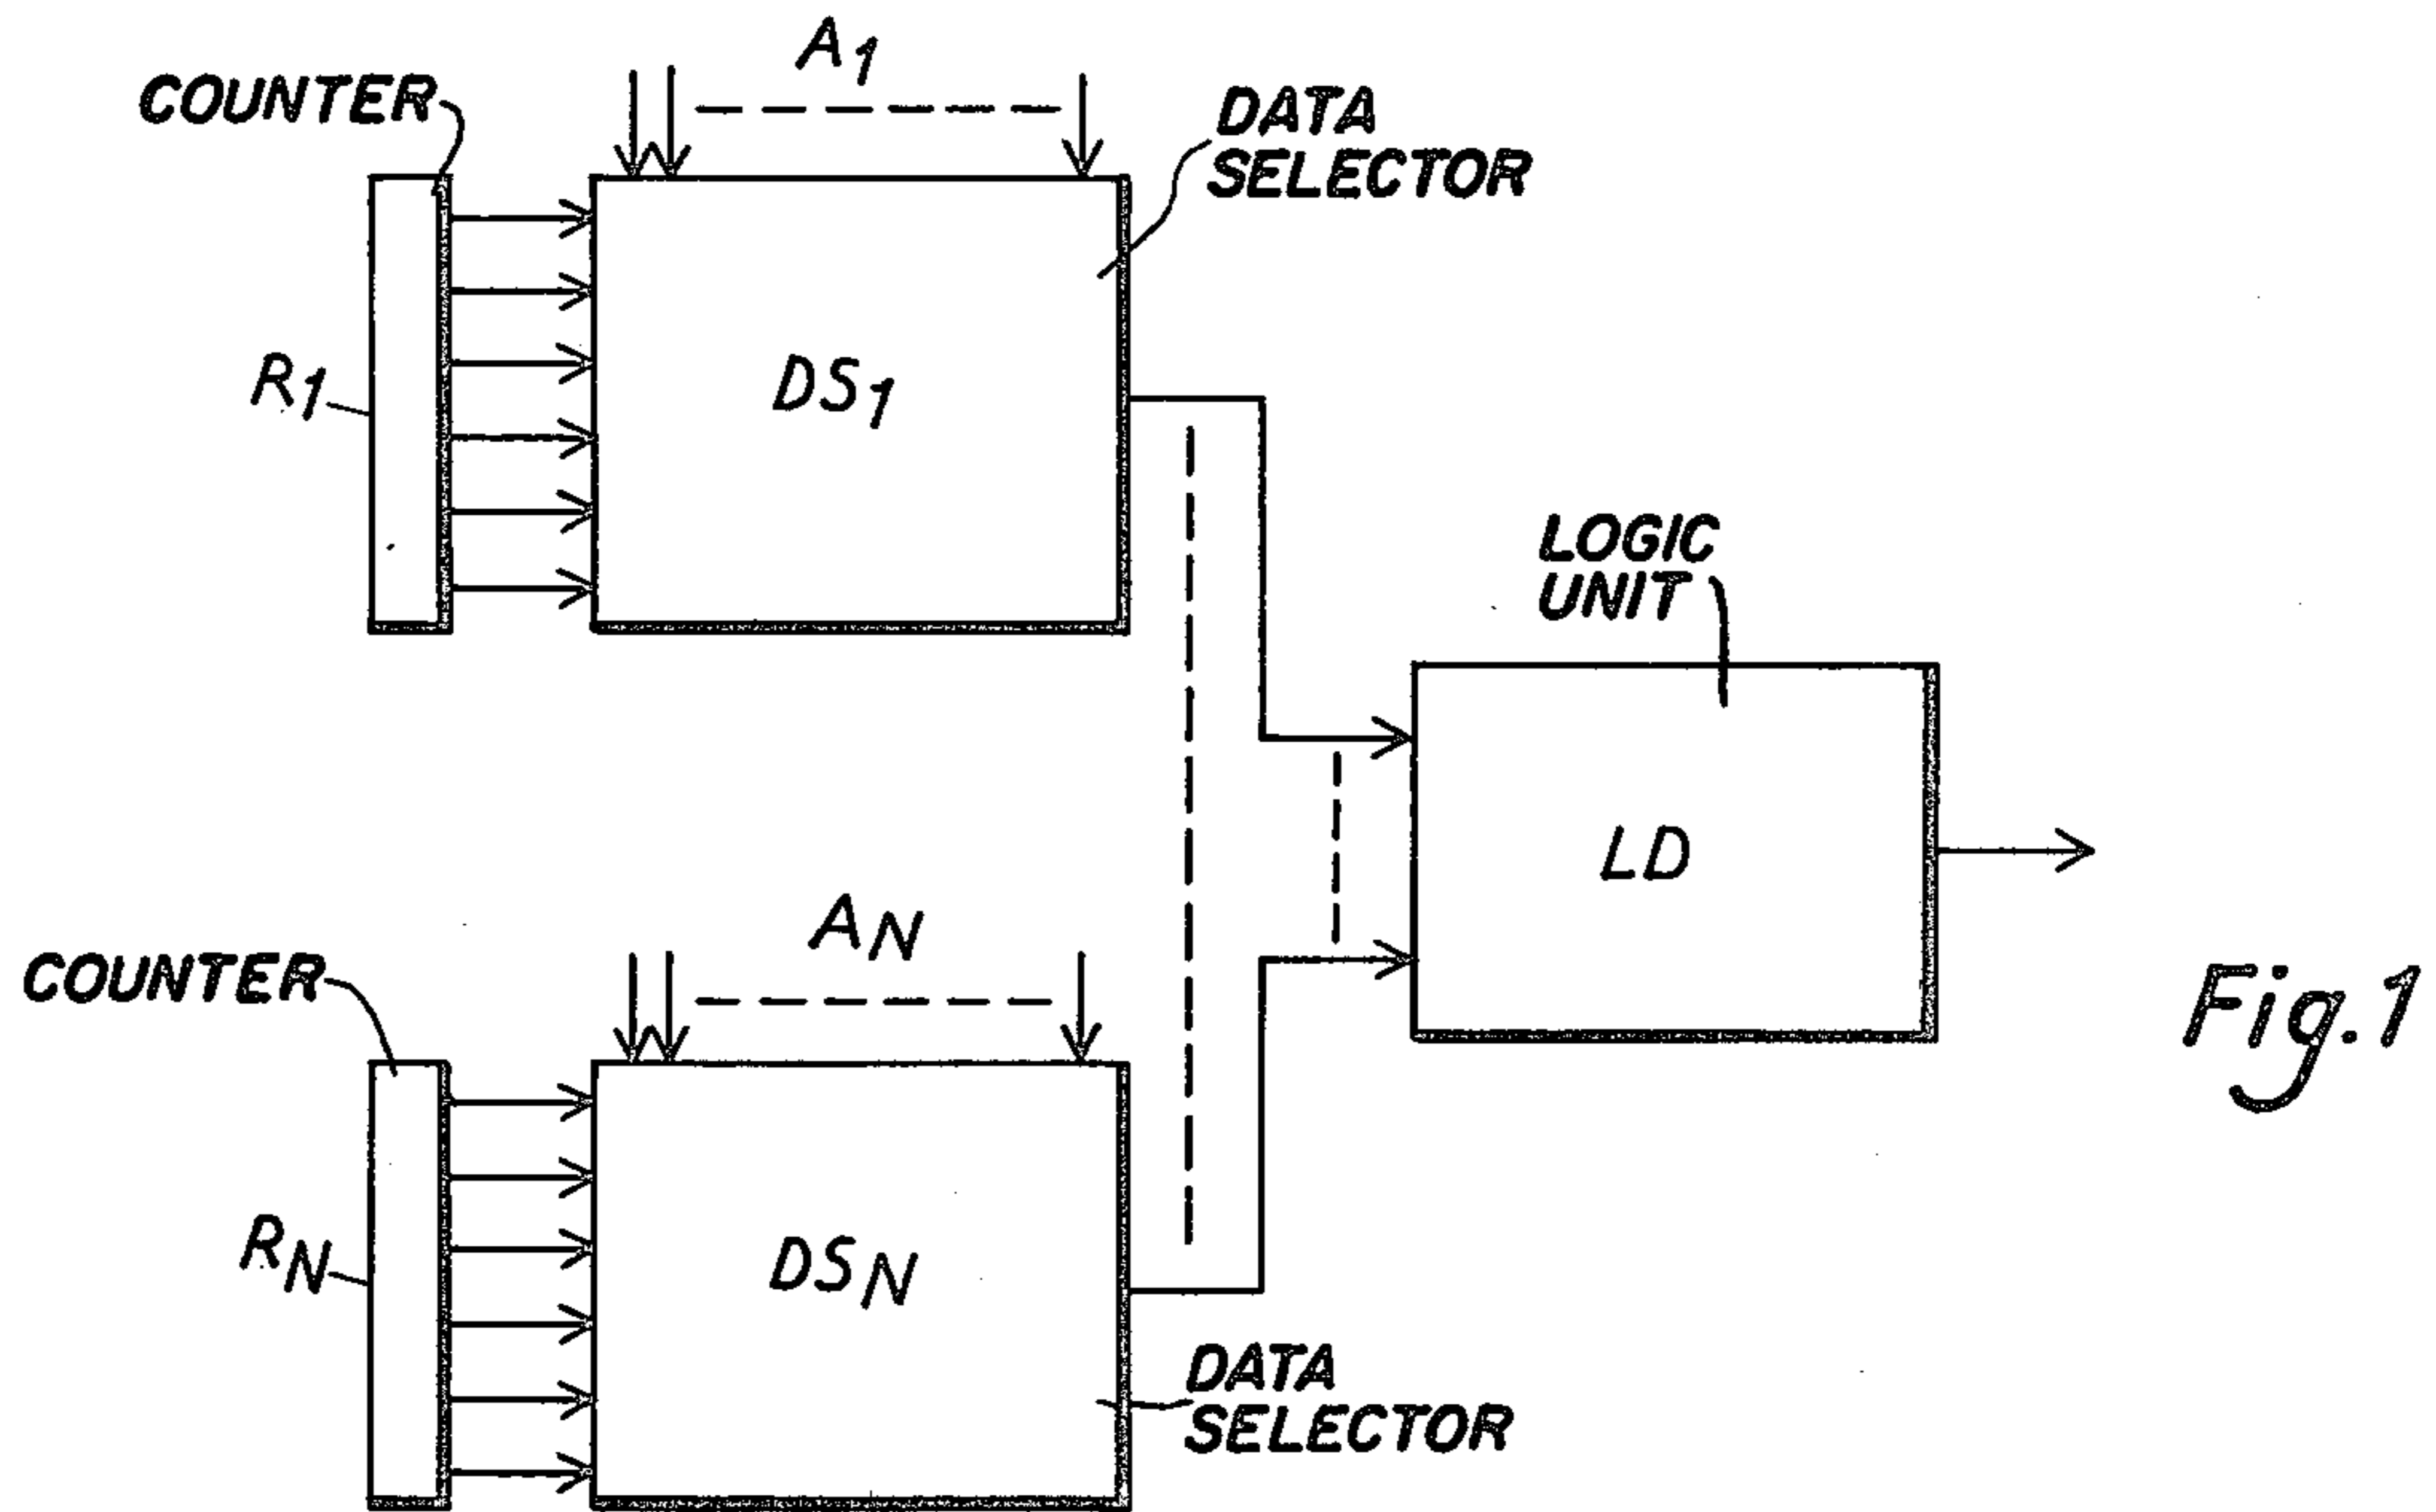 A1
COUNTER
DATA
SELECTOR
R1
DS1
LOGIC
UNIT
LD
AN
COUNTER
Fig.1
RN
DSN
DATA
SELECTOR